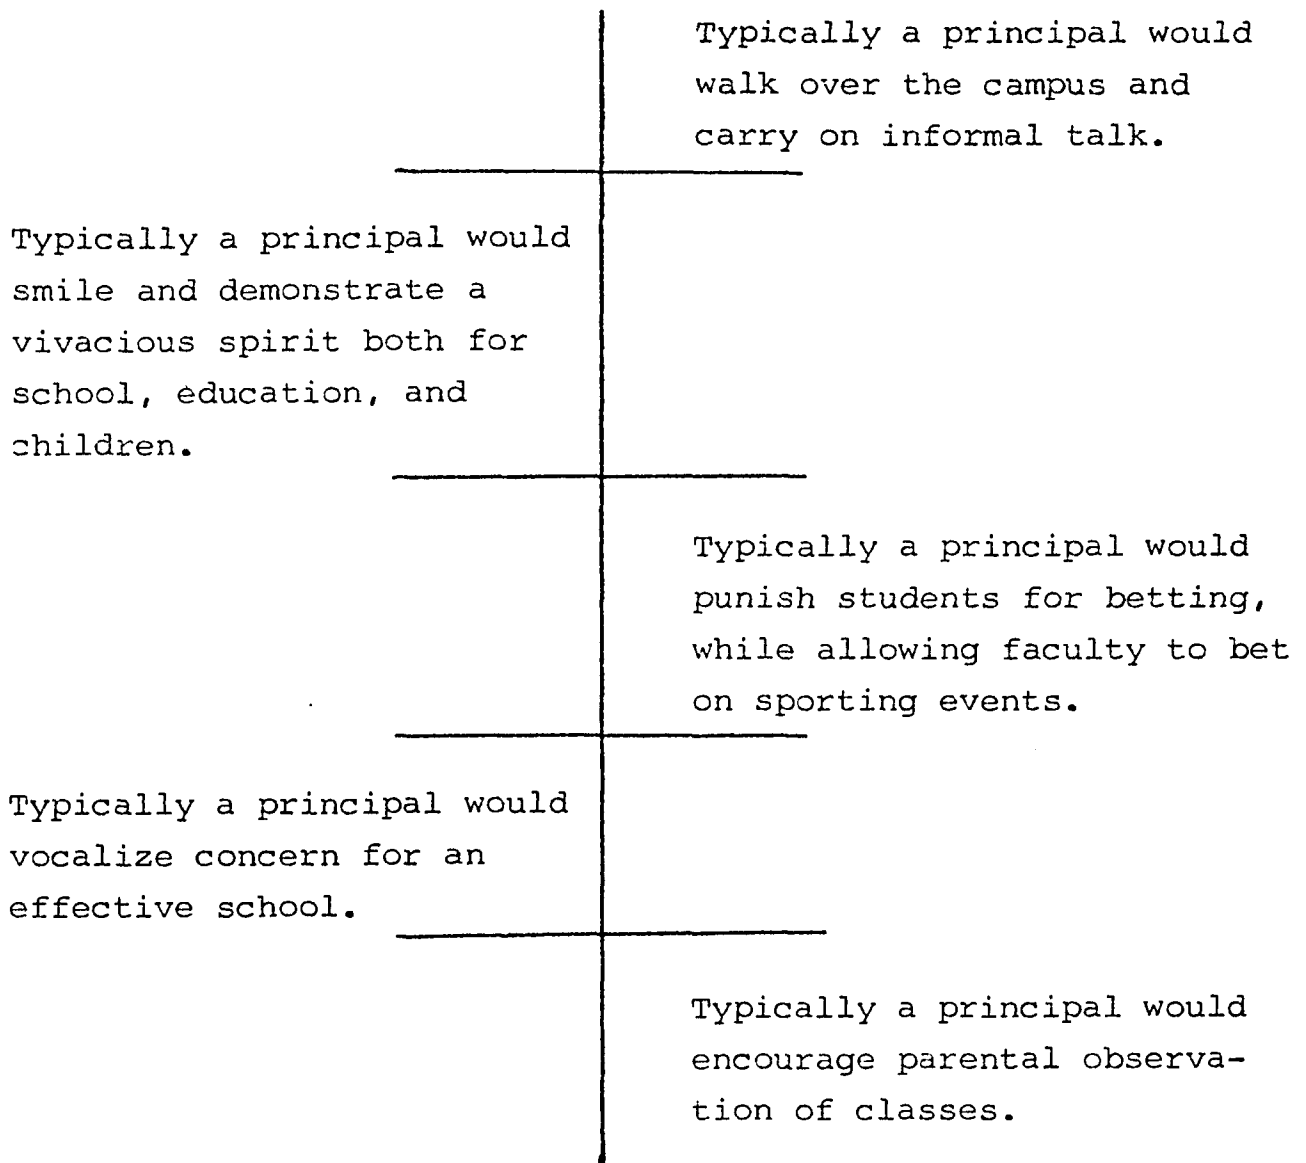 Typically a principal would
walk over the campus and
carry on informal talk.
Typically a principal would
smile and demonstrate a
vivacious spirit both for
school, education, and
children.
Typically a principal would
punish students for betting,
while allowing faculty to bet
on sporting events.
Typically a principal would
vocalize concern for an
effective school.
Typically a principal would
encourage parental observa-
tion of classes.